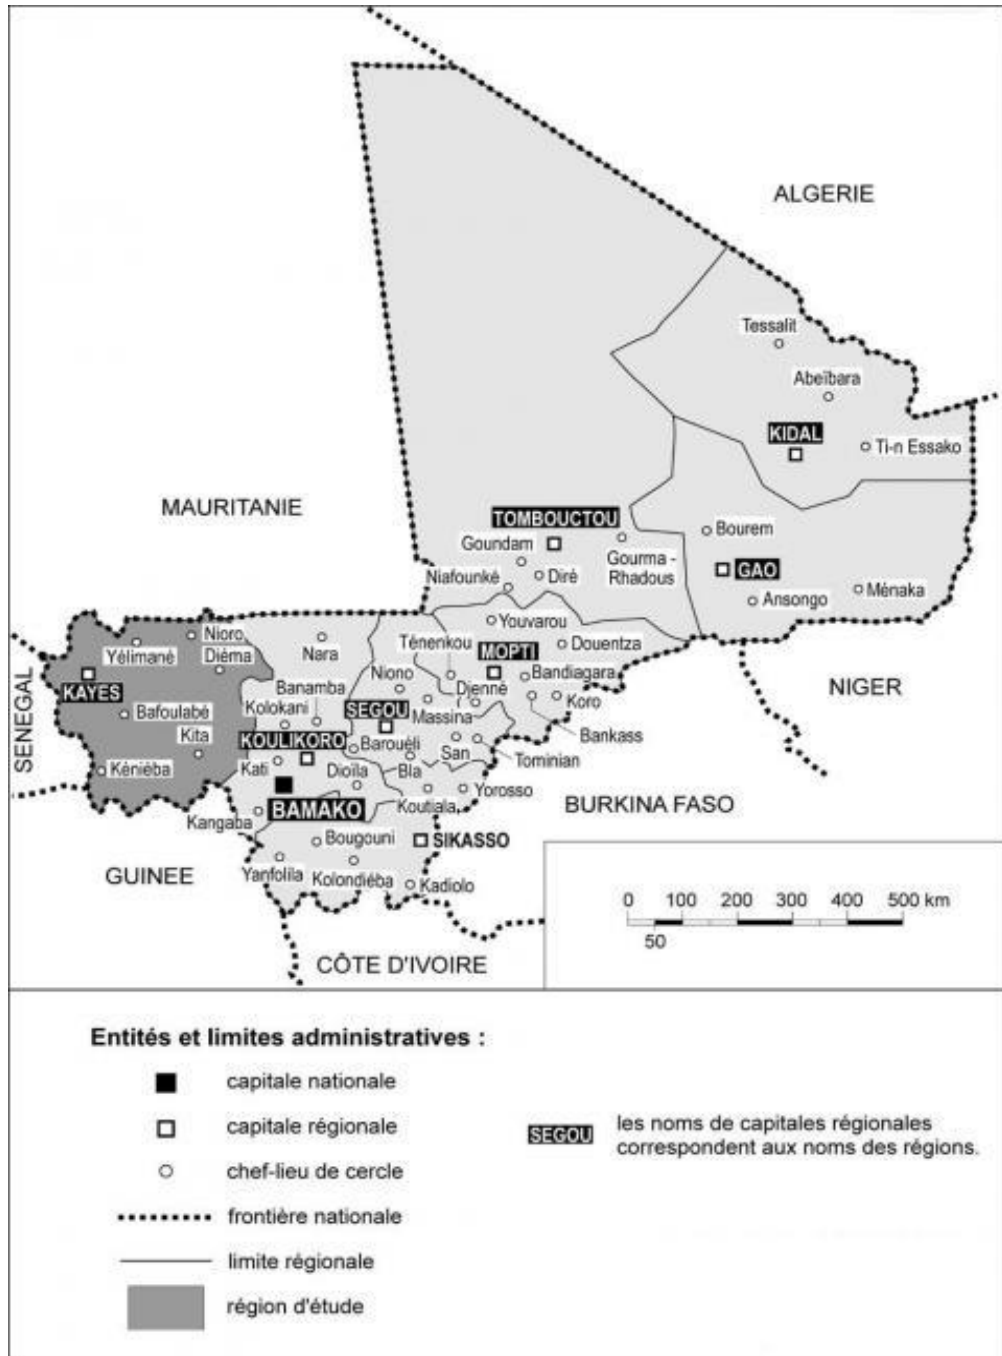 ALGERIE
Tessalit
Abeïbara
KIDAL
Ti-n Essako
MAURITANIE
TOMBOUCTOU
Goundam
Bourem
Gourma -
Rhadous
Niafounké
Diré
GAO
Ansongo
Ménaka
Youvarou
Nioro
Ténenkou
Douentza
Yélimané
Diéma
Nara
MOPTI
Niono
Bandiagara
NIGER
KAYES
Banamba
Djenné
Koro
SENEGAL
Bafoulabé
Kolokani
SEGOU
Massina
Bankass
Kita
KOULIKORO
Barouéli
San
Tominian
Kéniéba
Kati
Dioïla
Bla
Yorosso
BURKINA FASO
BAMAKO
Koutiala
Kangaba
Bougouni
SIKASSO
GUINEE
Yanfolila
Kolondiéba
Kadiolo
0 100 200 300 400 500 km
50
CÔTE D'IVOIRE
Entités et limites administratives :
capitale nationale
capitale régionale
chef-lieu de cercle
frontière nationale
limite régionale
région d'étude
SEGOU
les noms de capitales régionales
correspondent aux noms des régions.